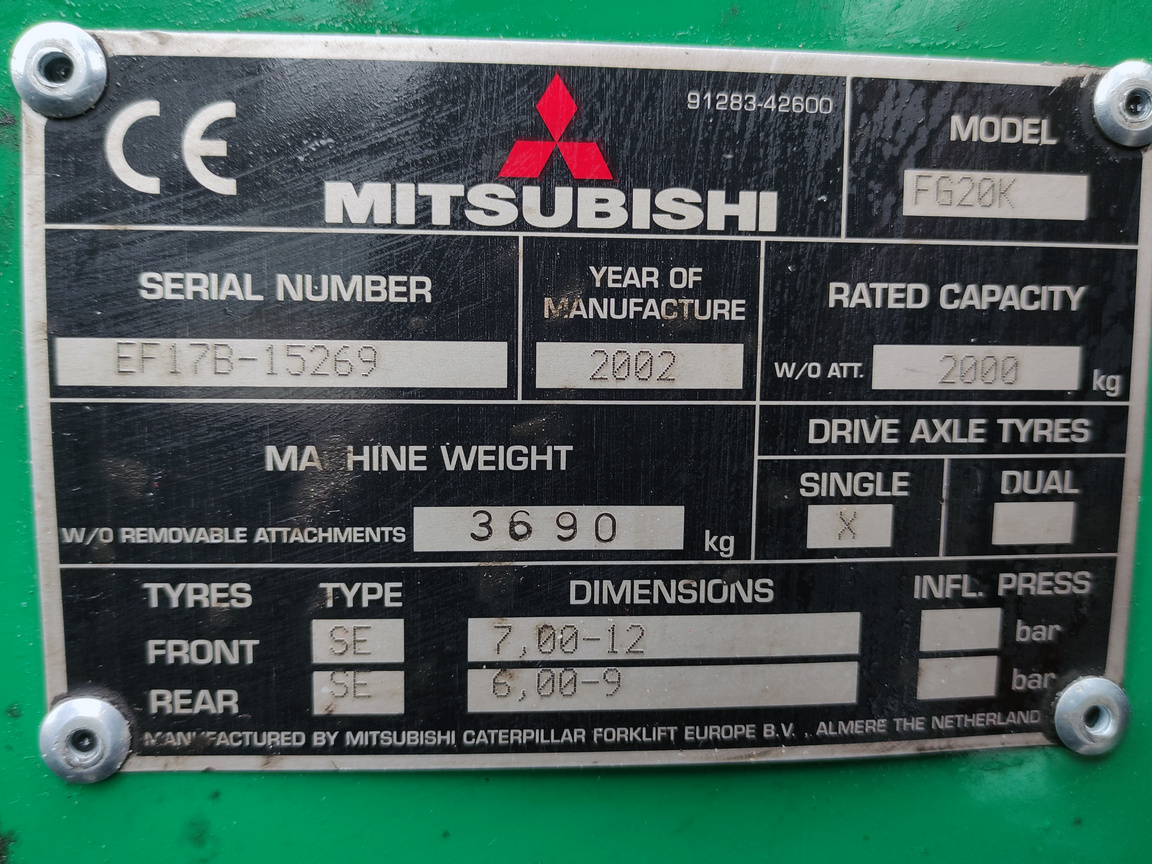 CE
91283-42600
MITSUBISHI
MODEL
FG20K
SERIAL NUMBER
EF17B-15269
YEAR OF
MANUFACTURE
2002
RATED CAPACITY
W/O ATT. 2000 kg
MACHINE WEIGHT
W/O REMOVABLE ATTACHMENTS 3690 kg
DRIVE AXLE TYRES
SINGLE DUAL
X
TYRES TYPE DIMENSIONS INFL. PRESS
FRONT SE 7,00-12 bar
REAR SE 6,00-9 bar
MANUFACTURED BY MITSUBISHI CATERPILLAR FORKLIFT EUROPE B.V. , ALMERE THE NETHERLAND